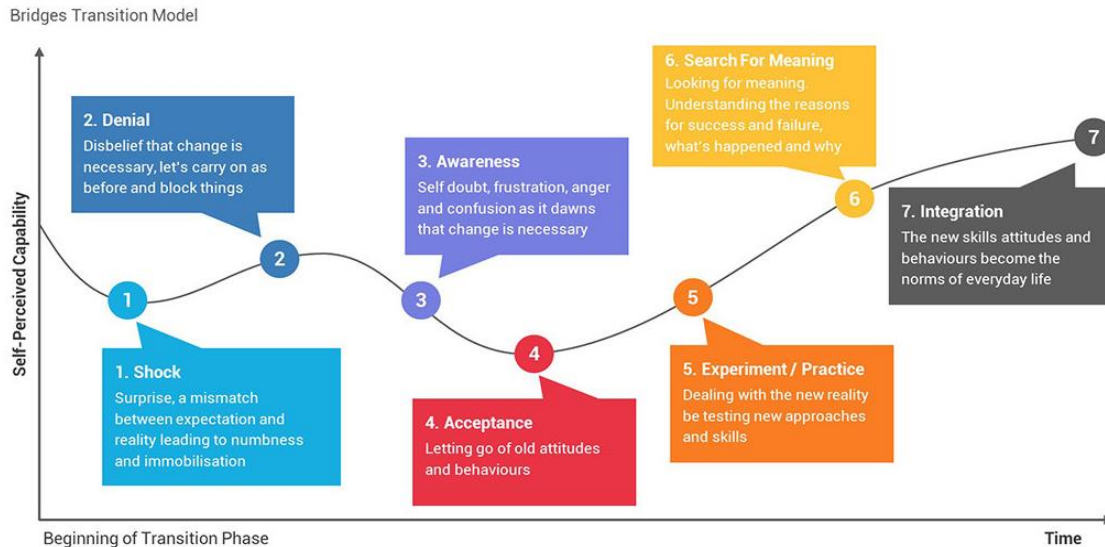 Bridges Transition Model
Self-Perceived Capability
2. Denial
Disbelief that change is
necessary, let's carry on as
before and block things
3. Awareness
Self doubt, frustration, anger
and confusion as it dawns
that change is necessary
6. Search For Meaning
Looking for meaning.
Understanding the reasons
for success and failure,
what's happened and why
7
7. Integration
The new skills attitudes and
behaviours become the
norms of everyday life
1
2
3
4
5
6
1. Shock
Surprise, a mismatch
between expectation and
reality leading to numbness
and immobilisation
4. Acceptance
Letting go of old attitudes
and behaviours
5. Experiment / Practice
Dealing with the new reality
be testing new approaches
and skills
Beginning of Transition Phase
Time